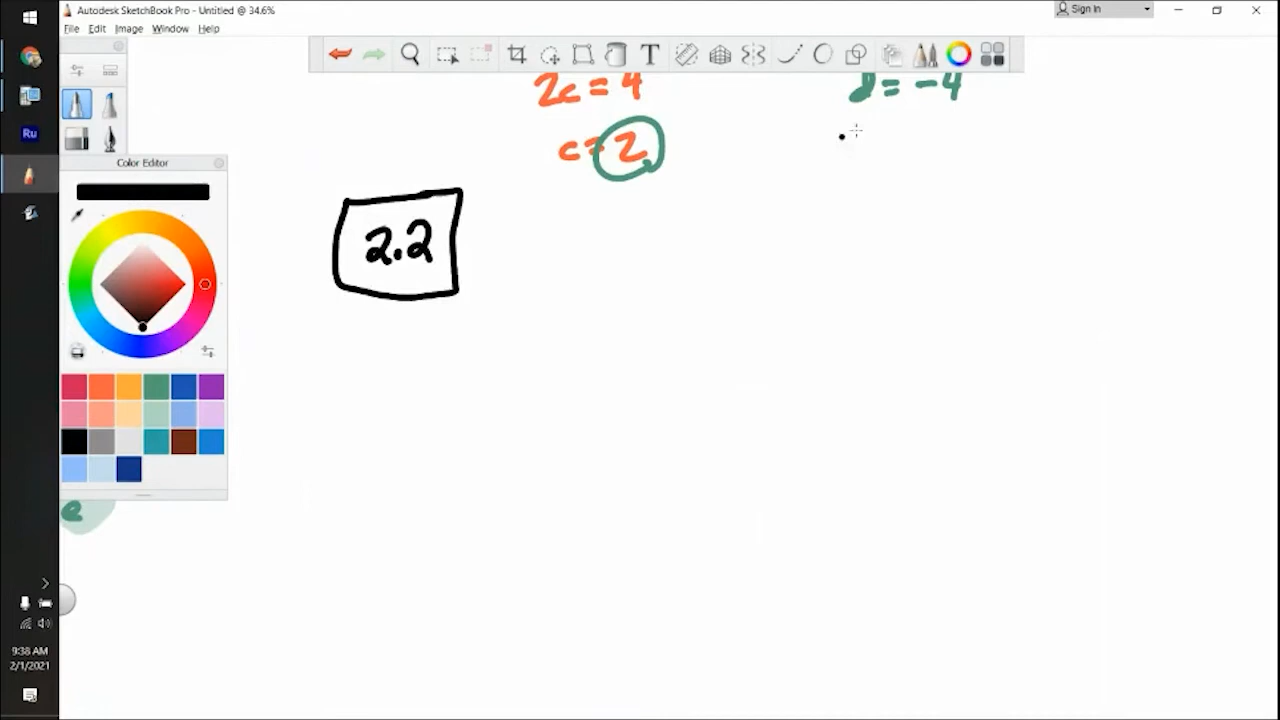 Autodesk SketchBook Pro - Untitled @ 34.6%
Sign In
File Edit Image Window Help
T
2c = 4
d = -4
Ru
c = 2
Color Editor
2.2
e
9:38 AM
2/1/2021